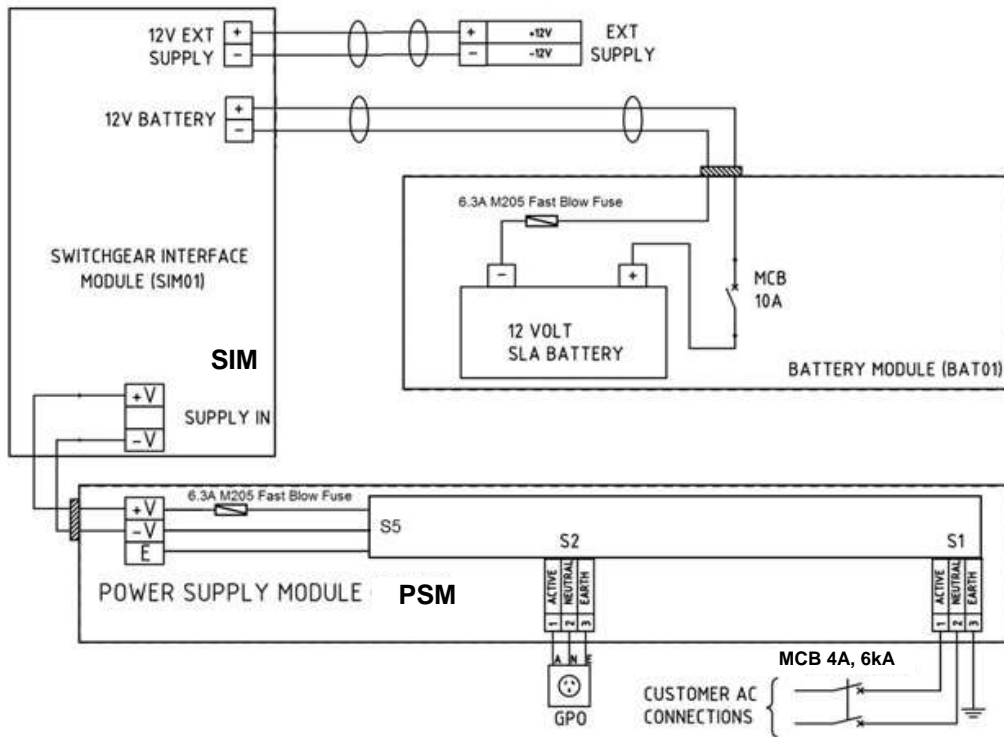 12V EXT
SUPPLY
+
−
+
+12V
−
-12V
EXT
SUPPLY
12V BATTERY
+
−
6.3A M205 Fast Blow Fuse
−
+
12 VOLT
SLA BATTERY
MCB
10A
BATTERY MODULE (BAT01)
SWITCHGEAR INTERFACE
MODULE (SIM01)
SIM
+V
−V
SUPPLY IN
+V
−V
E
6.3A M205 Fast Blow Fuse
S5
S2
S1
ACTIVE
NEUTRAL
EARTH
1
2
3
ACTIVE
NEUTRAL
EARTH
1
2
3
POWER SUPPLY MODULE
PSM
A
N
E
GPO
MCB 4A, 6kA
CUSTOMER AC
CONNECTIONS